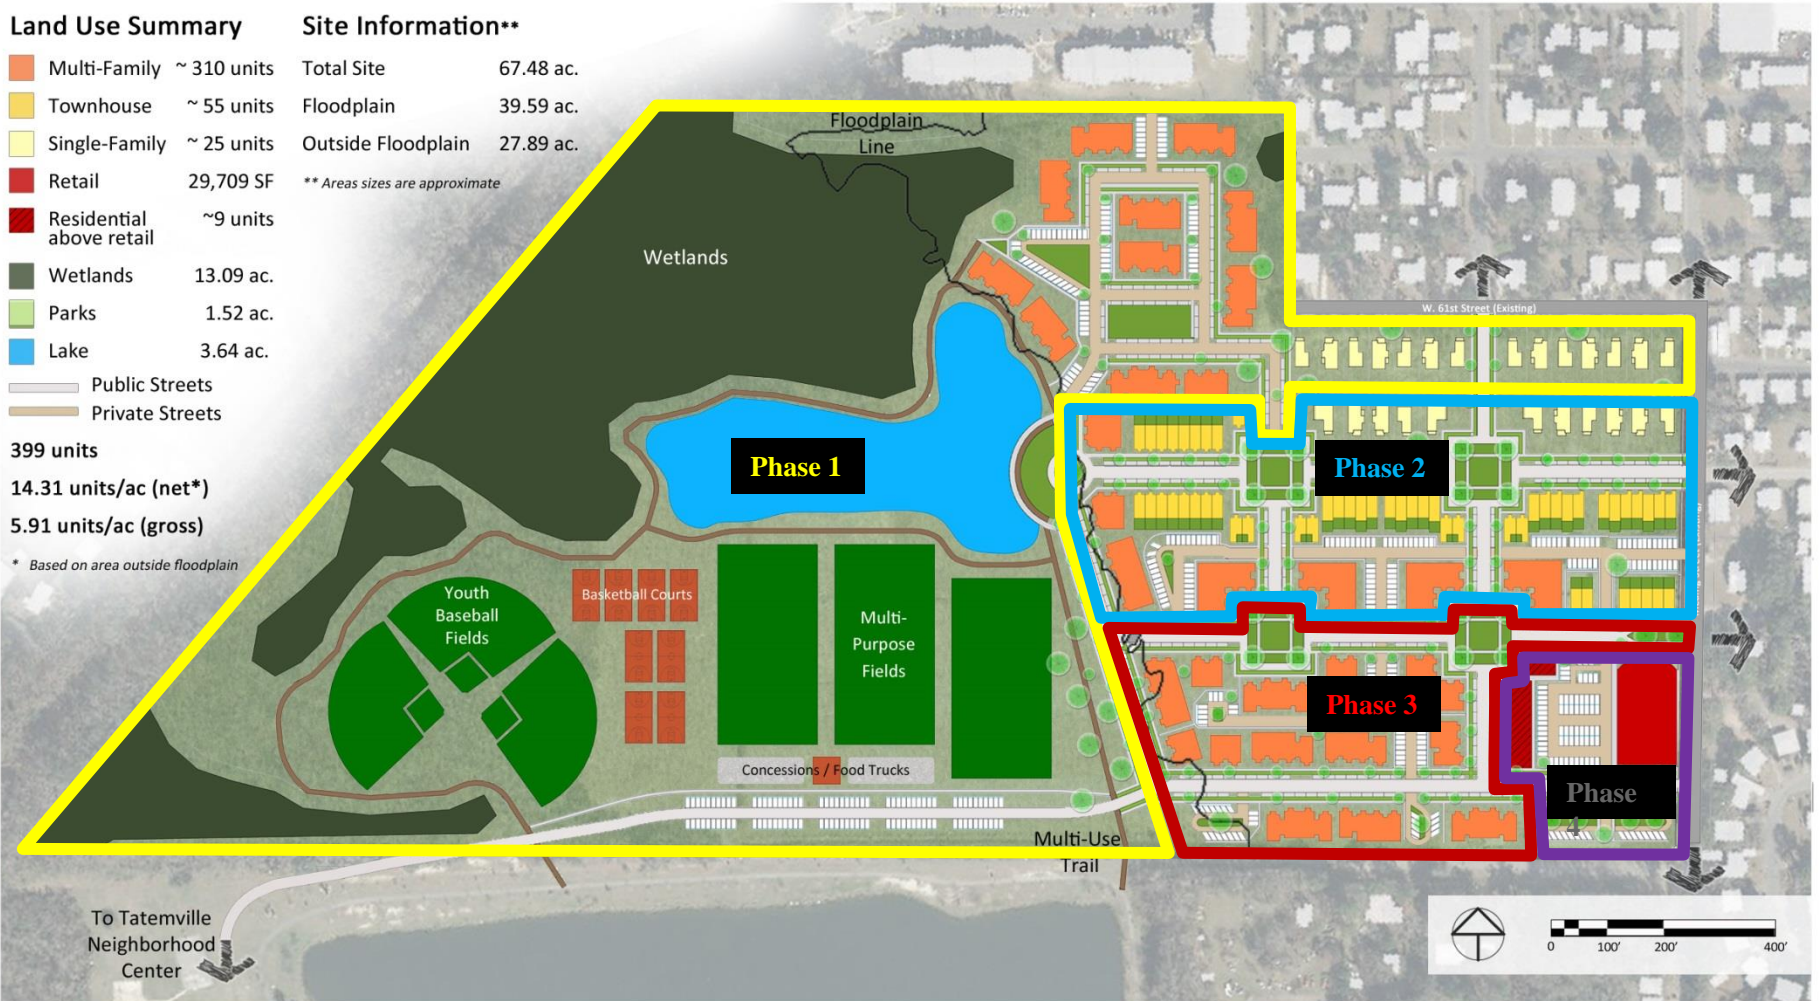 Land Use Summary
Multi-Family ~ 310 units
Townhouse ~ 55 units
Single-Family ~ 25 units
Retail 29,709 SF
Residential above retail ~9 units
Wetlands 13.09 ac.
Parks 1.52 ac.
Lake 3.64 ac.
Public Streets
Private Streets
399 units
14.31 units/ac (net*)
5.91 units/ac (gross)
* Based on area outside floodplain
Site Information**
Total Site 67.48 ac.
Floodplain 39.59 ac.
Outside Floodplain 27.89 ac.
** Areas sizes are approximate
Floodplain
Line
Wetlands
W. 61st Street (Existing)
Phase 1
Phase 2
Youth
Baseball
Fields
Basketball Courts
Multi-
Purpose
Fields
Phase 3
Concessions / Food Trucks
Phase
4
Multi-Use
Trail
To Tatemville
Neighborhood
Center
0 100' 200' 400'